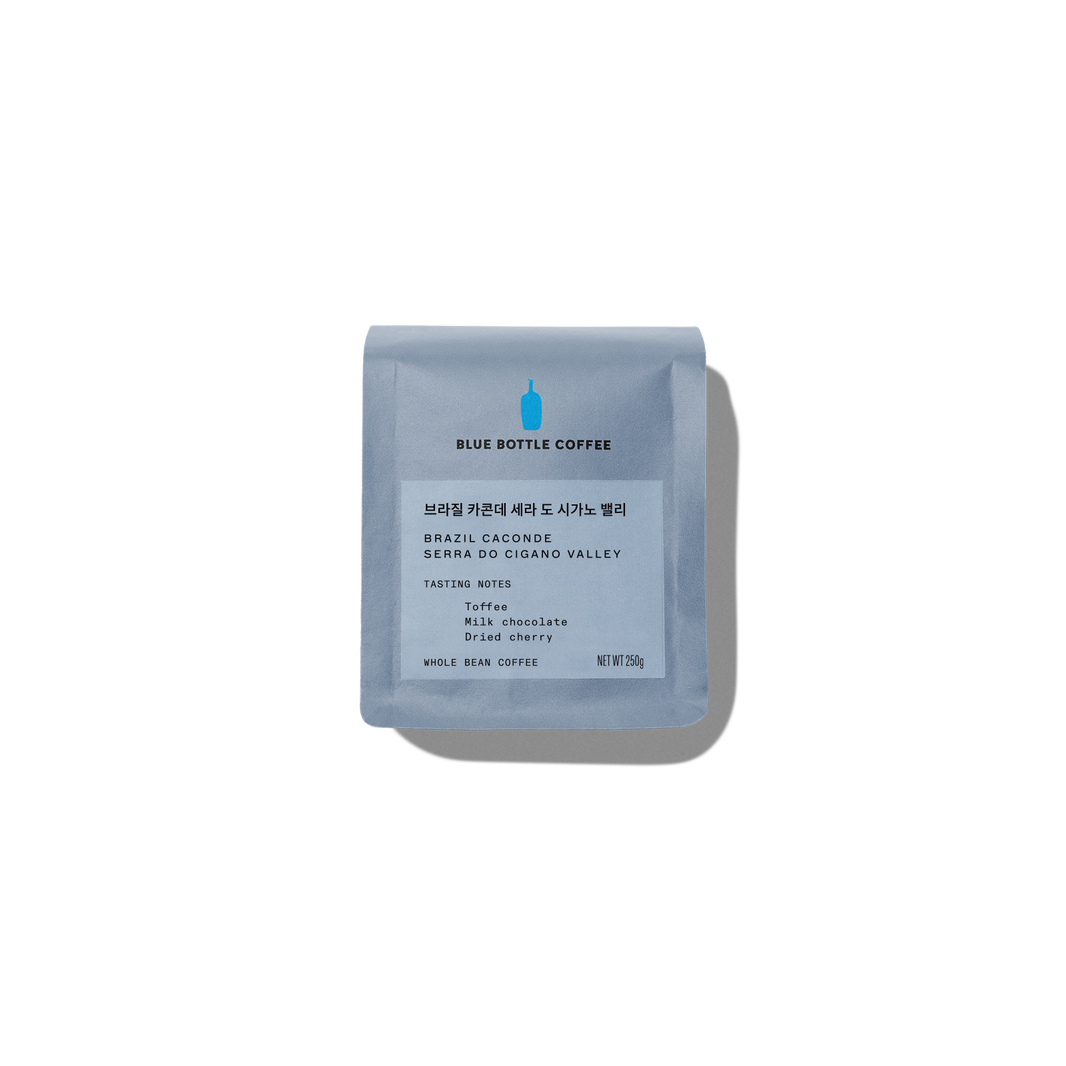 BLUE BOTTLE COFFEE
브라질 카콘데 세라 도 시가노 밸리
BRAZIL CACONDE
SERRA DO CIGANO VALLEY
TASTING NOTES
Toffee
Milk chocolate
Dried cherry
WHOLE BEAN COFFEE NET WT 250g